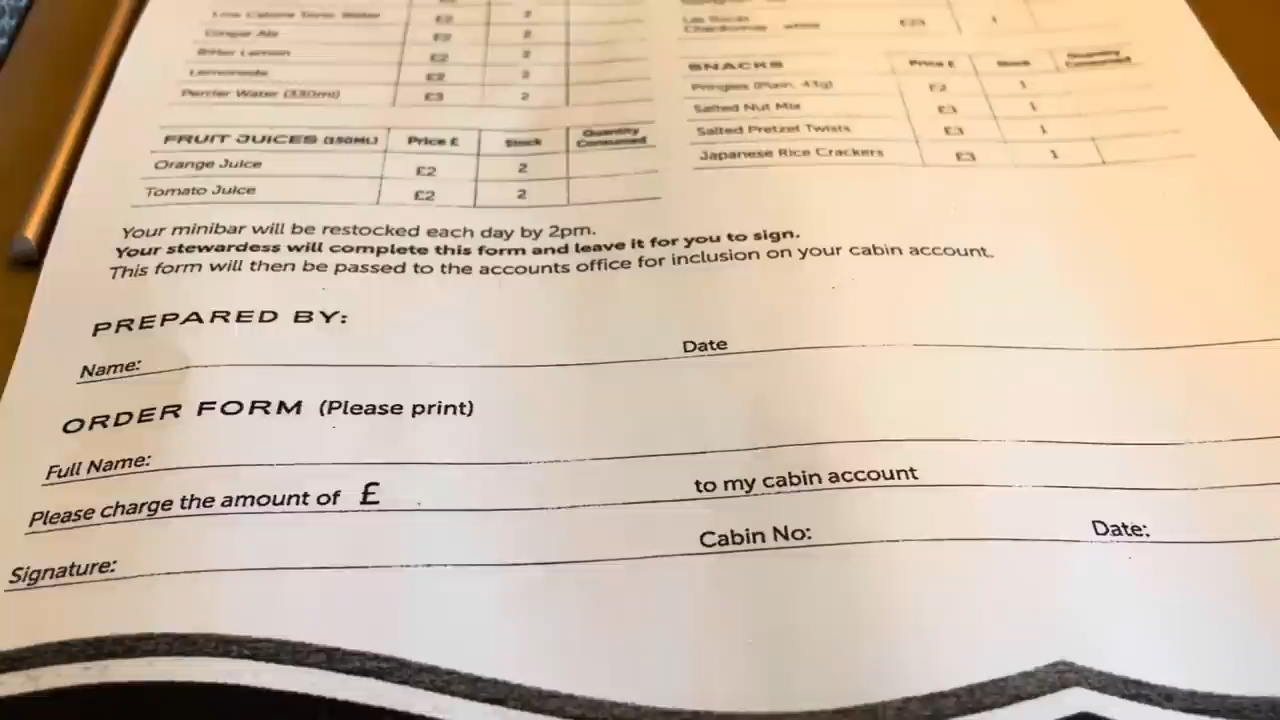 Low Calorie Tonic Water £2 2
Ginger Ale £2 2
Bitter Lemon £2 2
Lemonade £2 2
Perrier Water (330ml) £3 2
FRUIT JUICES (150ML) Price £ Stock Quantity Consumed
Orange Juice £2 2
Tomato Juice £2 2
Chardonnay white £23 1
SNACKS Price £ Stock Quantity Consumed
Pringles (Plain, 43g) £2 1
Salted Nut Mix £3 1
Salted Pretzel Twists £3 1
Japanese Rice Crackers £3 1
Your minibar will be restocked each day by 2pm.
Your stewardess will complete this form and leave it for you to sign.
This form will then be passed to the accounts office for inclusion on your cabin account.
PREPARED BY:
Name: Date
ORDER FORM (Please print)
Full Name:
Please charge the amount of £ to my cabin account
Signature: Cabin No: Date: